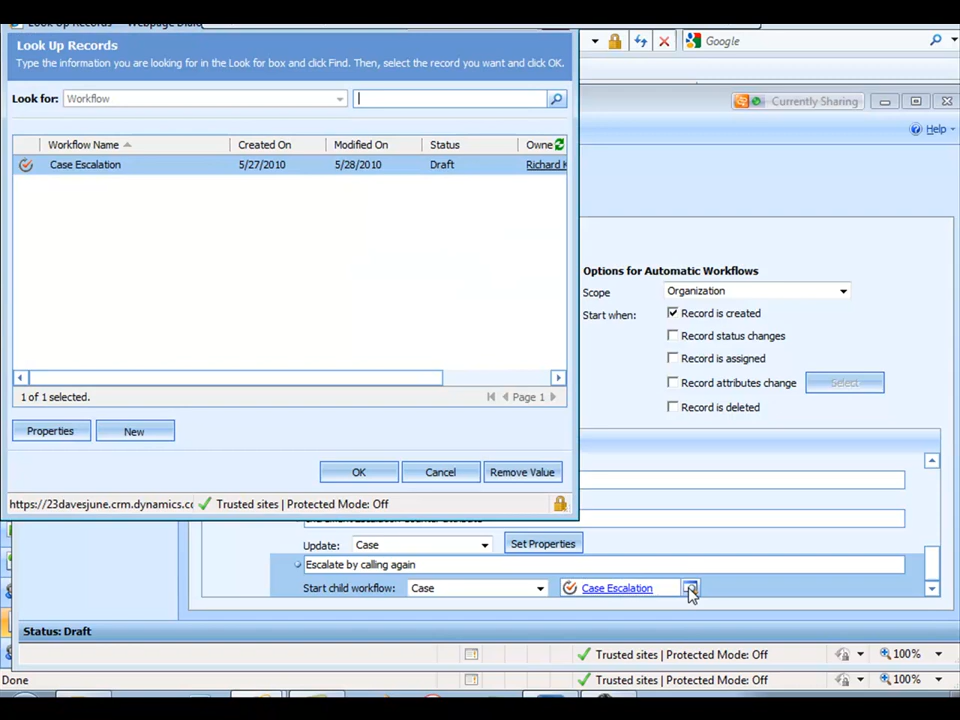 Look Up Records
Type the information you are looking for in the Look for box and click Find. Then, select the record you want and click OK.
Look for: Workflow
Workflow Name Created On Modified On Status Owne
Case Escalation 5/27/2010 5/28/2010 Draft Richard K
1 of 1 selected.
Page 1
Properties New
OK Cancel Remove Value
https://23davesjune.crm.dynamics.cc Trusted sites | Protected Mode: Off
Google
Currently Sharing
Help
Options for Automatic Workflows
Scope Organization
Start when: Record is created
Record status changes
Record is assigned
Record attributes change Select
Record is deleted
Update: Case Set Properties
Escalate by calling again
Start child workflow: Case Case Escalation
Status: Draft
Trusted sites | Protected Mode: Off 100%
Done Trusted sites | Protected Mode: Off 100%